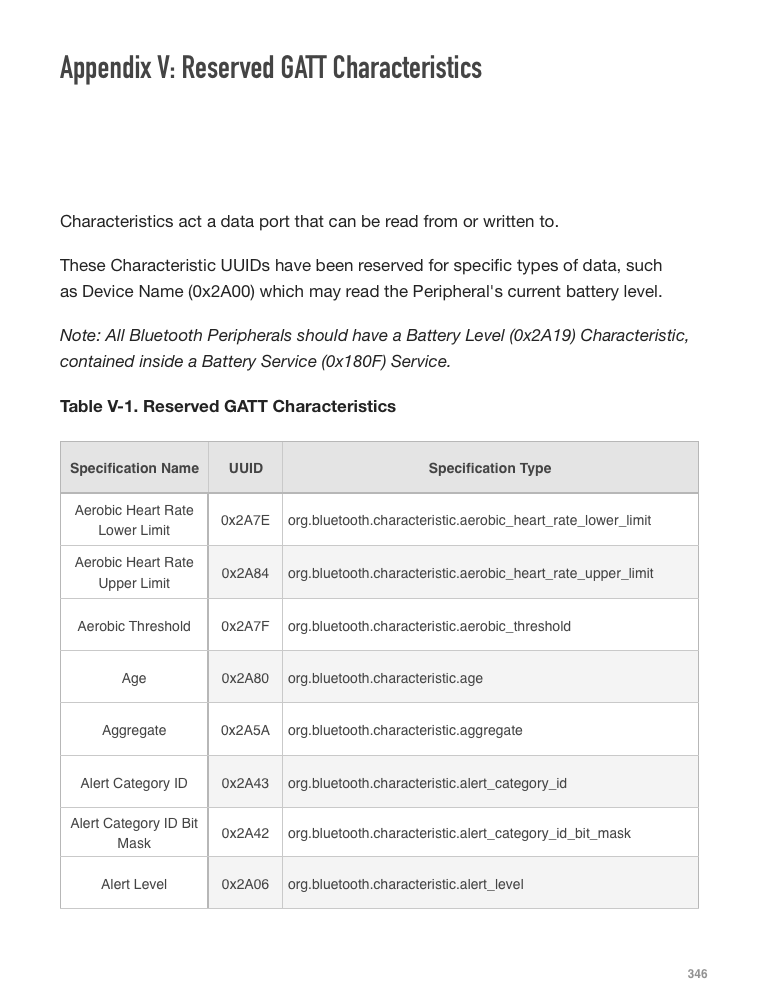 Appendix V: Reserved GATT Characteristics
Characteristics act a data port that can be read from or written to.
These Characteristic UUIDs have been reserved for specific types of data, such
as Device Name (0x2A00) which may read the Peripheral's current battery level.
Note: All Bluetooth Peripherals should have a Battery Level (0x2A19) Characteristic,
contained inside a Battery Service (0x180F) Service.
Table V-1. Reserved GATT Characteristics
Specification Name UUID Specification Type
Aerobic Heart Rate
Lower Limit
0x2A7E org.bluetooth.characteristic.aerobic_heart_rate_lower_limit
Aerobic Heart Rate
Upper Limit
0x2A84 org.bluetooth.characteristic.aerobic_heart_rate_upper_limit
Aerobic Threshold 0x2A7F org.bluetooth.characteristic.aerobic_threshold
Age 0x2A80 org.bluetooth.characteristic.age
Aggregate 0x2A5A org.bluetooth.characteristic.aggregate
Alert Category ID 0x2A43 org.bluetooth.characteristic.alert_category_id
Alert Category ID Bit
Mask
0x2A42 org.bluetooth.characteristic.alert_category_id_bit_mask
Alert Level 0x2A06 org.bluetooth.characteristic.alert_level
346